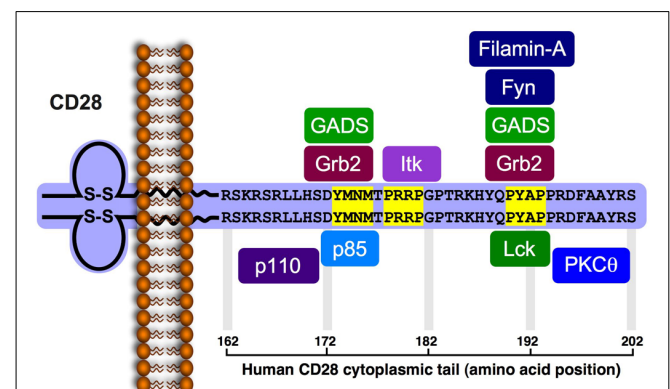 Filamin-A
CD28
Fyn
GADS
GADS
Grb2
Itk
Grb2
S-S
RSKRSRLLHSDYMNMTPRRPGPTRKHYQPYAPPRDFAAYRS
S-S
RSKRSRLLHSDYMNMTPRRPGPTRKHYQPYAPPRDFAAYRS
p110
p85
Lck
PKCθ
162
172
182
192
202
Human CD28 cytoplasmic tail (amino acid position)